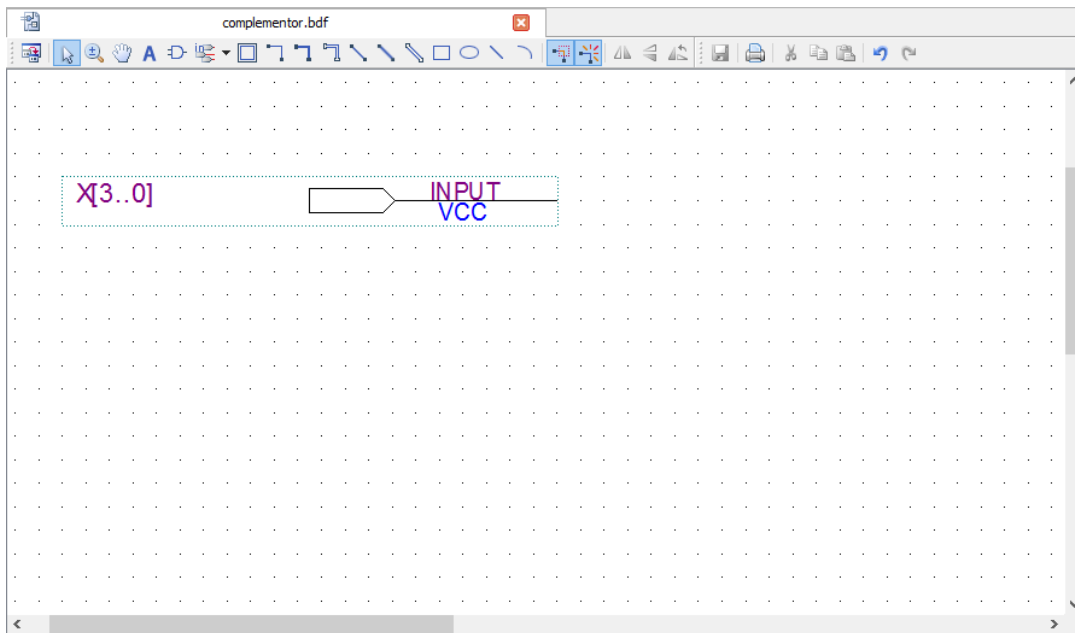 complementor.bdf
A
X[3..0]
INPUT
VCC